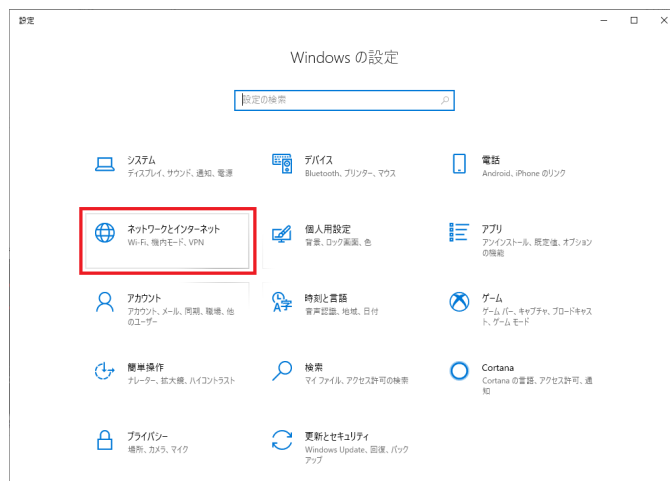 設定
Windows の設定
設定の検索
システム
ディスプレイ、サウンド、通知、電源
デバイス
Bluetooth、プリンター、マウス
電話
Android、iPhone のリンク
ネットワークとインターネット
Wi-Fi、機内モード、VPN
個人用設定
背景、ロック画面、色
アプリ
アンインストール、既定値、オプション
の機能
アカウント
アカウント、メール、同期、職場、他
のユーザー
時刻と言語
音声認識、地域、日付
ゲーム
ゲーム バー、キャプチャ、ブロードキャス
ト、ゲーム モード
簡単操作
ナレーター、拡大鏡、ハイコントラスト
検索
マイ ファイル、アクセス許可の検索
Cortana
Cortana の言語、アクセス許可、通
知
プライバシー
場所、カメラ、マイク
更新とセキュリティ
Windows Update、回復、バック
アップ